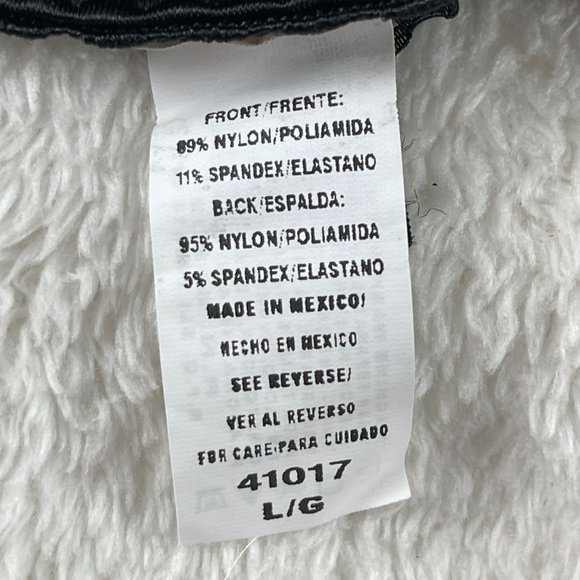 FRONT/FRENTE:
89% NYLON/POLIAMIDA
11% SPANDEX/ELASTANO
BACK/ESPALDA:
95% NYLON/POLIAMIDA
5% SPANDEX/ELASTANO
MADE IN MEXICO/
HECHO EN MEXICO
SEE REVERSE/
VER AL REVERSO
FOR CARE/PARA CUIDADO
41017
L/G